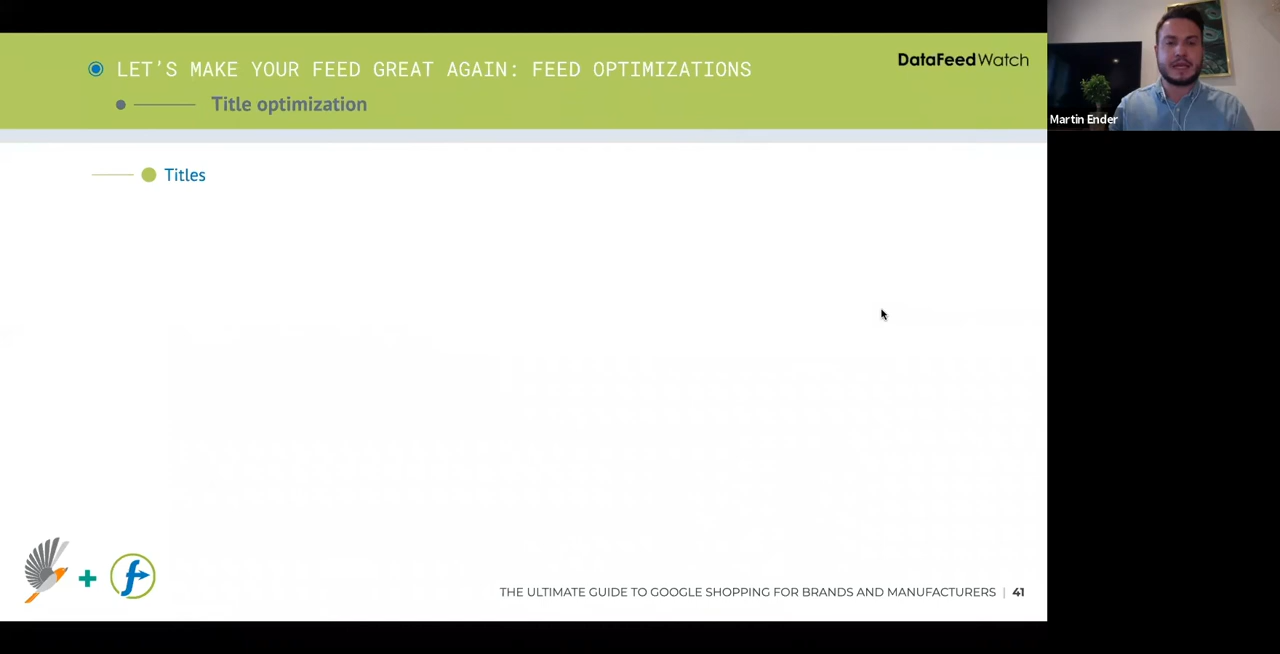 LET'S MAKE YOUR FEED GREAT AGAIN: FEED OPTIMIZATIONS
DataFeedWatch
Title optimization
Martin Ender
Titles
THE ULTIMATE GUIDE TO GOOGLE SHOPPING FOR BRANDS AND MANUFACTURERS | 41